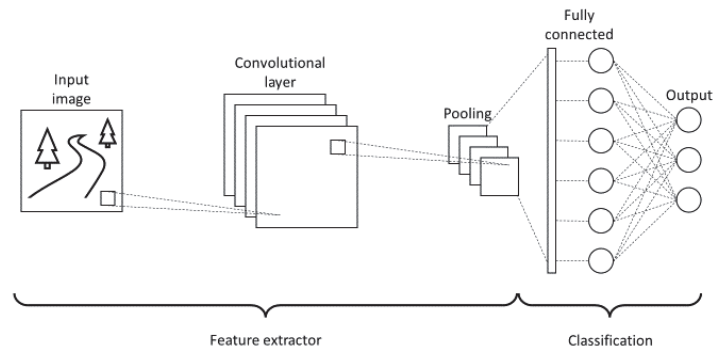 Input
image
Convolutional
layer
Pooling
Fully
connected
Output
Feature extractor
Classification